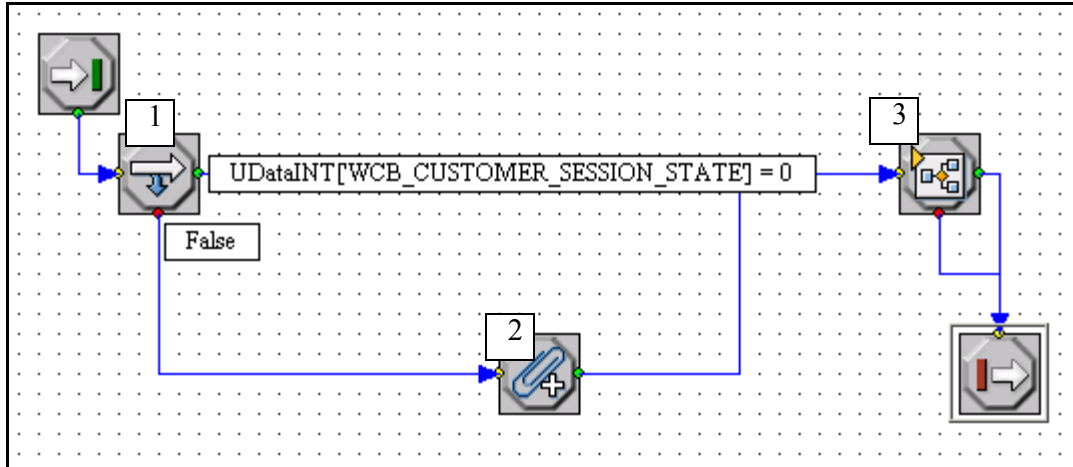 1
3
UDataINT['WCB_CUSTOMER_SESSION_STATE'] = 0
False
2